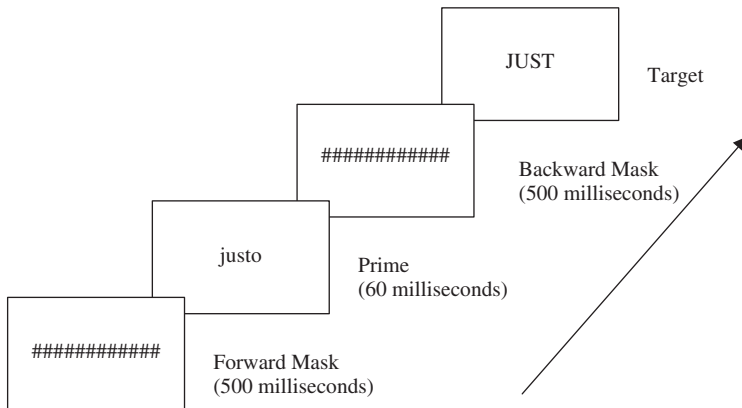 JUST
Target
############
Backward Mask
(500 milliseconds)
justo
Prime
(60 milliseconds)
############
Forward Mask
(500 milliseconds)